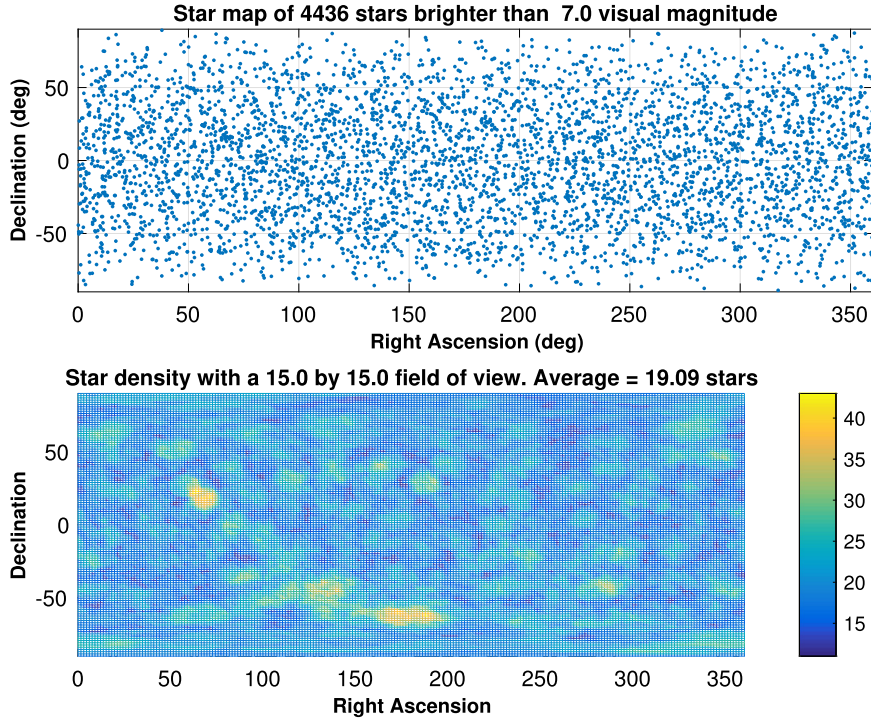 Star map of 4436 stars brighter than  7.0 visual magnitude
Declination (deg)
50
0
-50
0 50 100 150 200 250 300 350
Right Ascension (deg)
Star density with a 15.0 by 15.0 field of view. Average = 19.09 stars
Declination
50
0
-50
0 50 100 150 200 250 300 350
Right Ascension
40
35
30
25
20
15